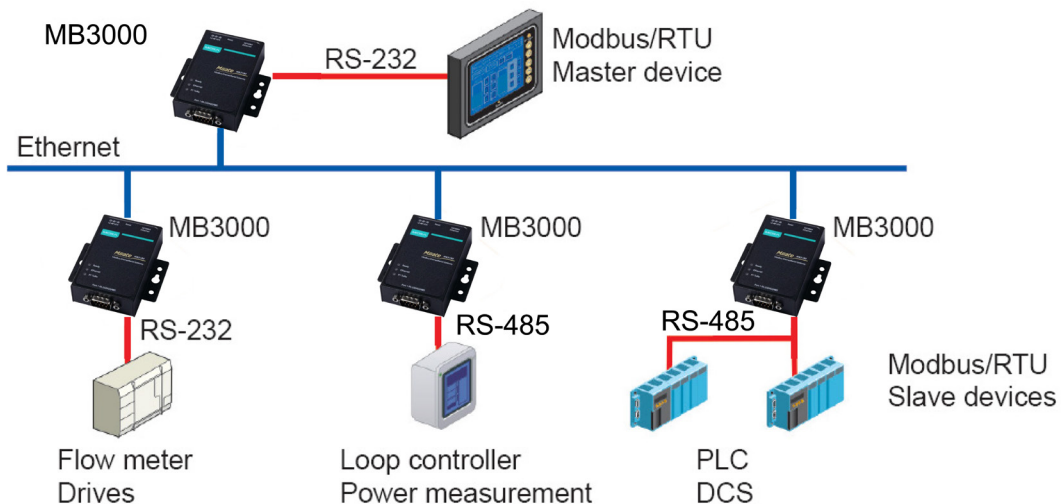 MB3000
RS-232
Modbus/RTU
Master device
Ethernet
MB3000
MB3000
MB3000
RS-232
RS-485
RS-485
Modbus/RTU
Slave devices
Flow meter
Drives
Loop controller
Power measurement
PLC
DCS